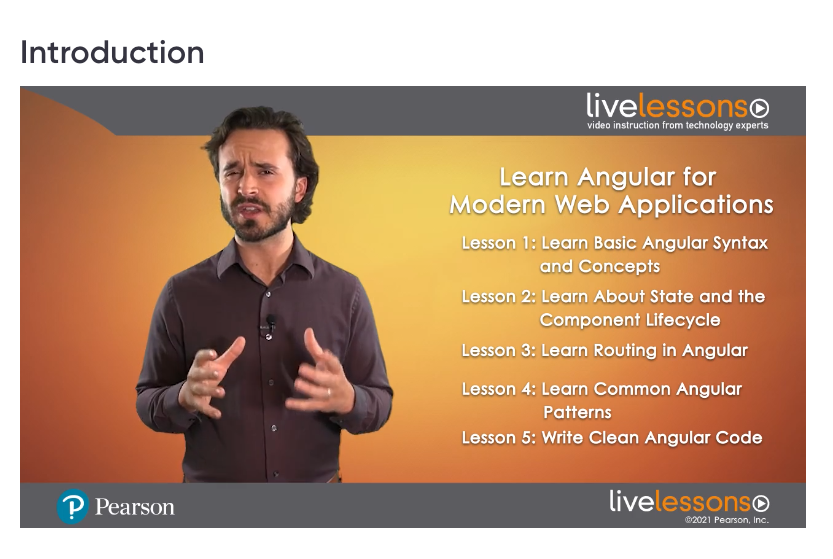 Introduction
livelessons
video instruction from technology experts
Learn Angular for
Modern Web Applications
Lesson 1: Learn Basic Angular Syntax
and Concepts
Lesson 2: Learn About State and the
Component Lifecycle
Lesson 3: Learn Routing in Angular
Lesson 4: Learn Common Angular
Patterns
Lesson 5: Write Clean Angular Code
Pearson
livelessons
©2021 Pearson, Inc.